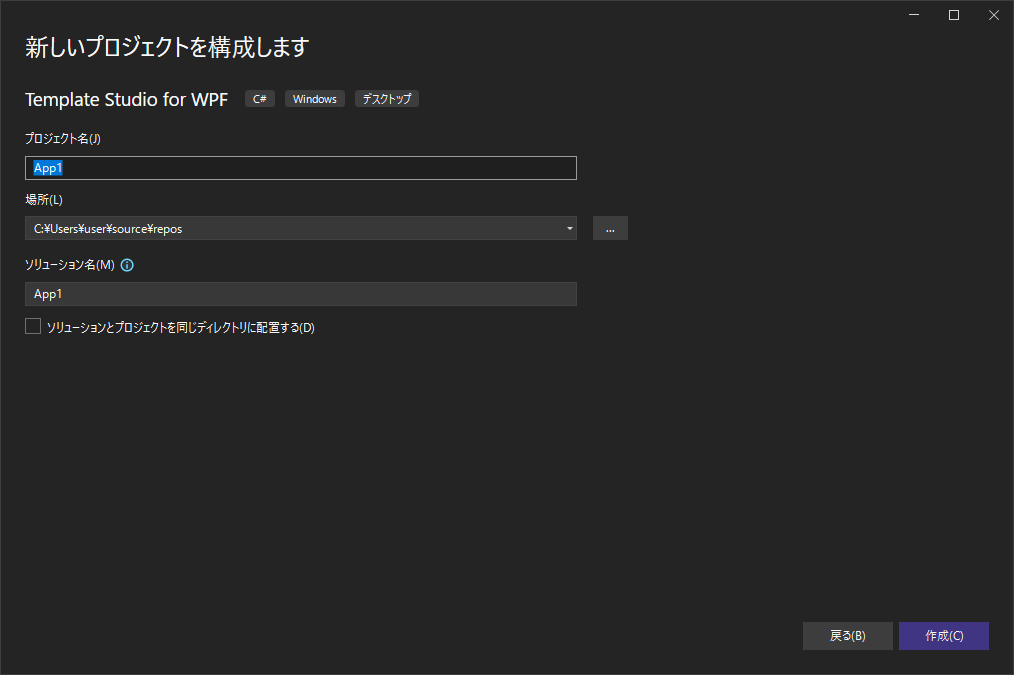 新しいプロジェクトを構成します
Template Studio for WPF C# Windows デスクトップ
プロジェクト名(J)
App1
場所(L)
C:¥Users¥user¥source¥repos
...
ソリューション名(M)
App1
ソリューションとプロジェクトを同じディレクトリに配置する(D)
戻る(B) 作成(C)